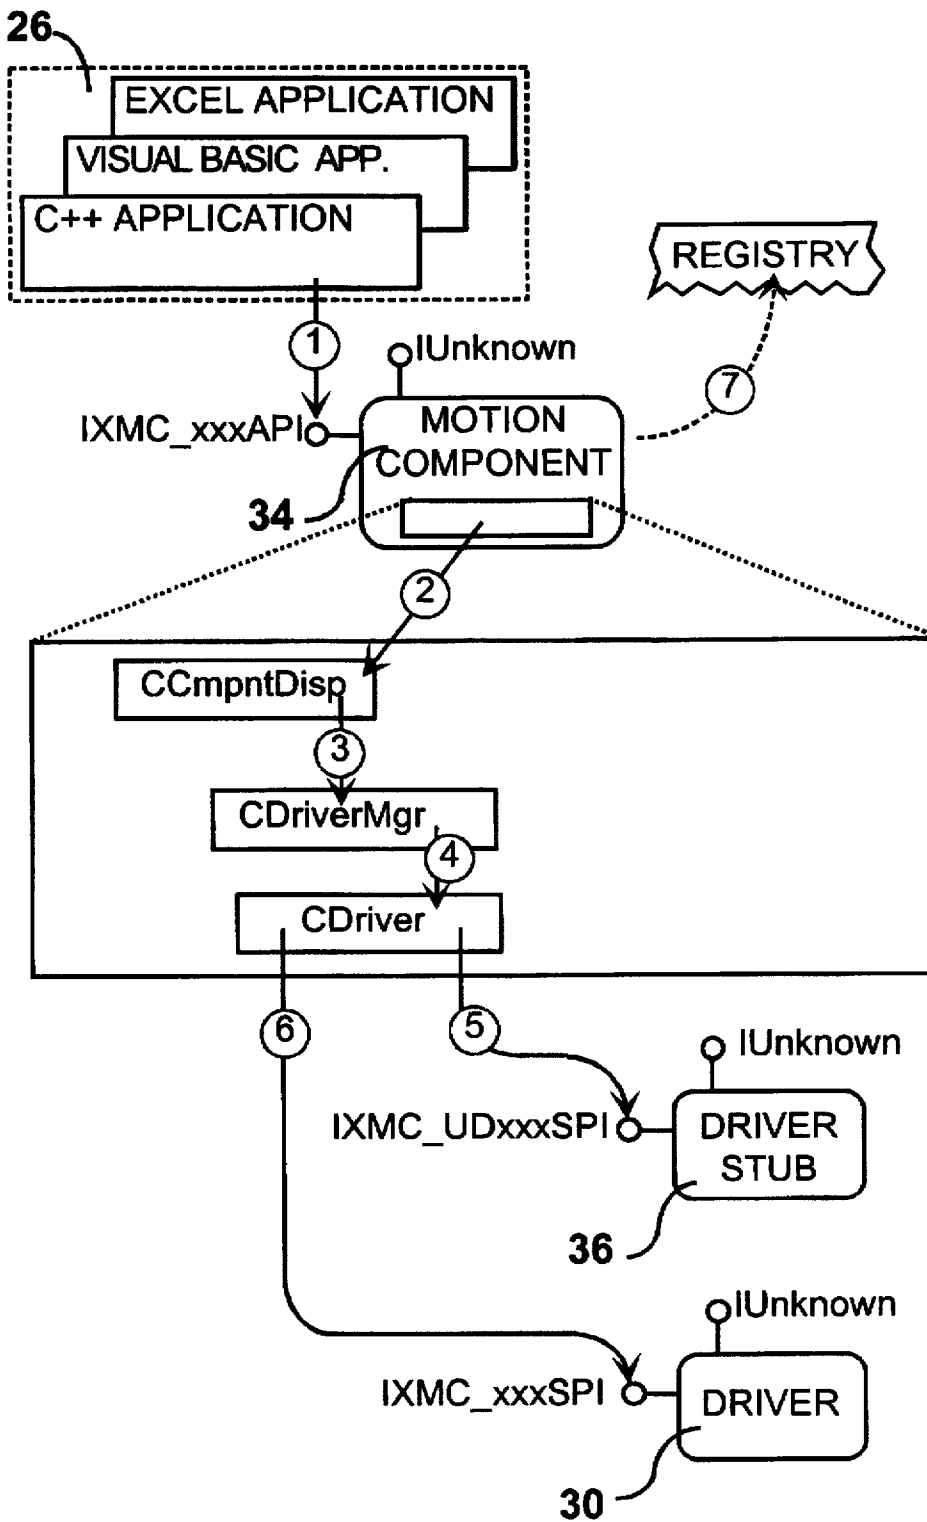 26
EXCEL APPLICATION
VISUAL BASIC APP.
C++ APPLICATION
REGISTRY
1
IUnknown
7
IXMC_xxxAPI
MOTION
COMPONENT
34
2
CCmpntDisp
3
CDriverMgr
4
CDriver
6
5
IUnknown
IXMC_UDxxxSPI
DRIVER
STUB
36
IUnknown
IXMC_xxxSPI
DRIVER
30